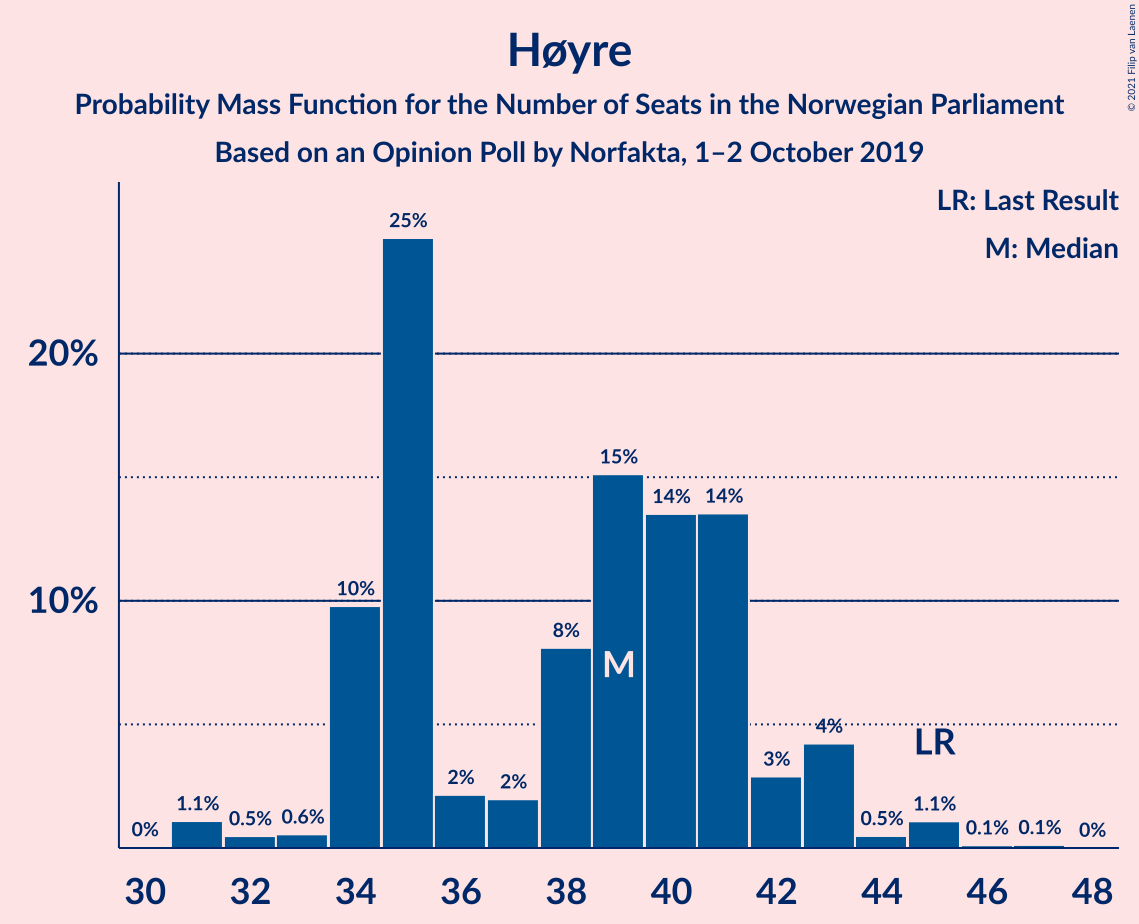 Høyre
Probability Mass Function for the Number of Seats in the Norwegian Parliament
Based on an Opinion Poll by Norfakta, 1–2 October 2019
© 2021 Filip van Laenen
LR: Last Result
M: Median
25%
20%
15%
14% 14%
10%
10%
8%
M
4%
LR
3%
2% 2%
1.1% 0.5% 0.6%
0%
0.5% 1.1% 0.1% 0.1% 0%
30 32 34 36 38 40 42 44 46 48